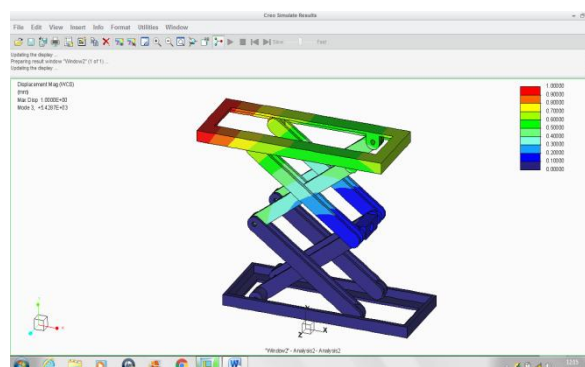 Creo Simulate Results
File Edit View Insert Info Format Utilities Window
Updating the display ...
Preparing result window "Window2" (1 of 1) ...
Updating the display ...
Displacement Mag (WCS)
(mm)
Max Disp 1.0000E+00
Mode 3, +5.4287E+03
1.00000
0.90000
0.80000
0.70000
0.60000
0.50000
0.40000
0.30000
0.20000
0.10000
0.00000
Y
X
Z
"Window2" - Analysis2 - Analysis2